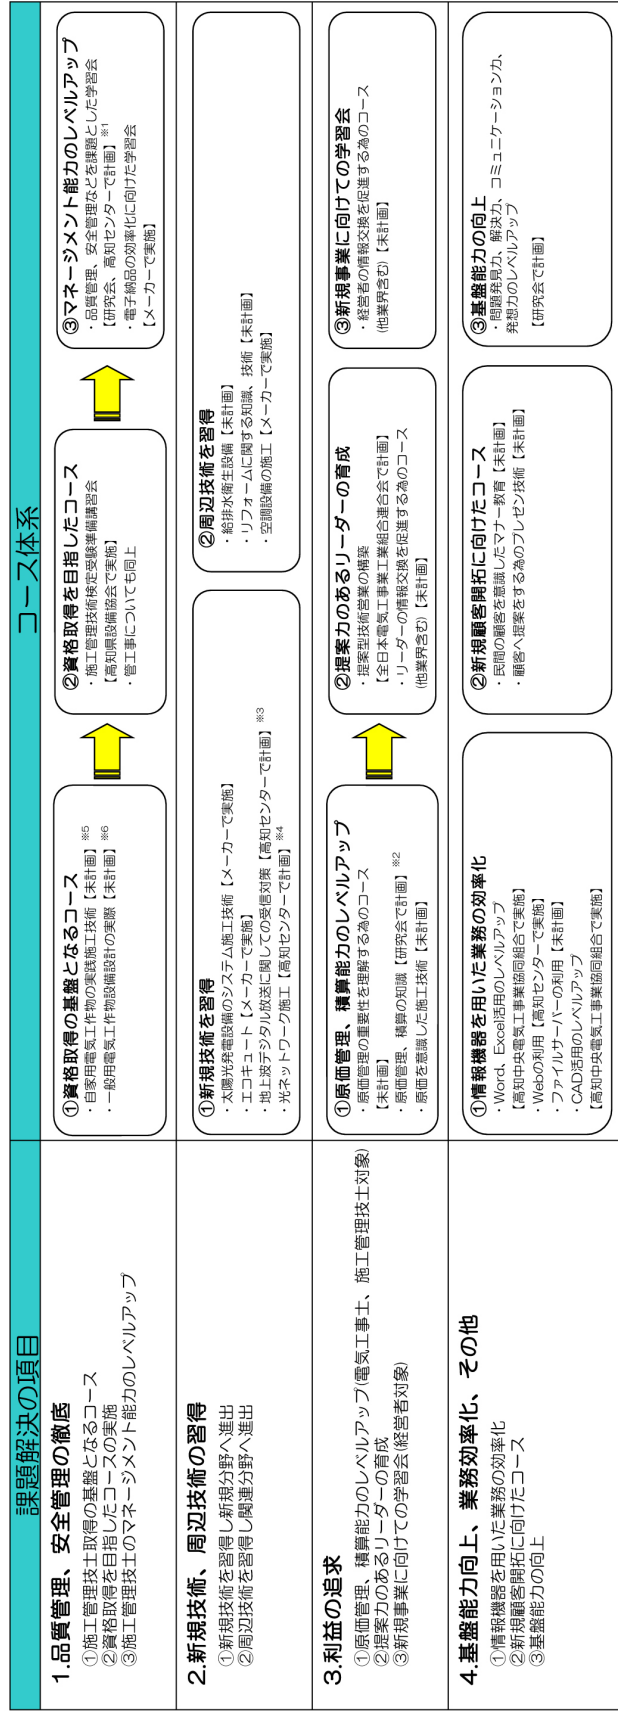 課題解決の項目
コース体系
1.品質管理、安全管理の徹底
①施工管理技士取得の基盤となるコース
②資格取得を目指したコースの実施
③施工管理技士のマネージメント能力のレベルアップ
①資格取得の基盤となるコース
・自家用電気工作物の実践施工技術【未計画】※5
・一般用電気工作物設備設計の実際【未計画】※6
②資格取得を目指したコース
・施工管理技術検定受験準備講習会
【高知県設備協会で実施】
・管工事についても同上
③マネージメント能力のレベルアップ
・品質管理、安全管理などを課題とした学習会
【研究会、高知センターで計画】※1
・電子納品の効率化に向けた学習会
【メーカーで実施】
2.新規技術、周辺技術の習得
①新規技術を習得し新規分野へ進出
②周辺技術を習得し関連分野へ進出
①新規技術を習得
・太陽光発電設備のシステム施工技術【メーカーで実施】
・エコキュート【メーカーで実施】
・地上波デジタル放送に関しての受信対策【高知センターで計画】※3
・光ネットワーク施工【高知センターで計画】※4
②周辺技術を習得
・給排水衛生設備【未計画】
・リフォームに関する知識、技術【未計画】
・空調設備の施工【メーカーで実施】
3.利益の追求
①原価管理、積算能力のレベルアップ(電気工事士、施工管理技士対象)
②提案力のあるリーダーの育成
③新規事業に向けての学習会(経営者対象)
①原価管理、積算能力のレベルアップ
・原価管理の重要性を理解する為のコース
【未計画】
・原価管理、積算の知識【研究会で計画】※2
・原価を意識した施工技術【未計画】
②提案力のあるリーダーの育成
・提案型技術営業の構築
【全日本電気工事業工業組合連合会で計画】
・リーダーの情報交換を促進する為のコース
(他業界含む)【未計画】
③新規事業に向けての学習会
・経営者の情報交換を促進する為のコース
(他業界含む)【未計画】
4.基盤能力向上、業務効率化、その他
①情報機器を用いた業務の効率化
②新規顧客開拓に向けたコース
③基盤能力の向上
①情報機器を用いた業務の効率化
・Word、Excel活用のレベルアップ
【高知中央電気工事業協同組合で実施】
・Webの利用【高知センターで実施】
・ファイルサーバーの利用【未計画】
・CAD活用のレベルアップ
【高知中央電気工事業協同組合で実施】
②新規顧客開拓に向けたコース
・民間の顧客を意識したマナー教育【未計画】
・顧客へ提案をする為のプレゼン技術【未計画】
③基盤能力の向上
・問題発見力、解決力、コミュニケーション力、
発想力のレベルアップ
【研究会で計画】